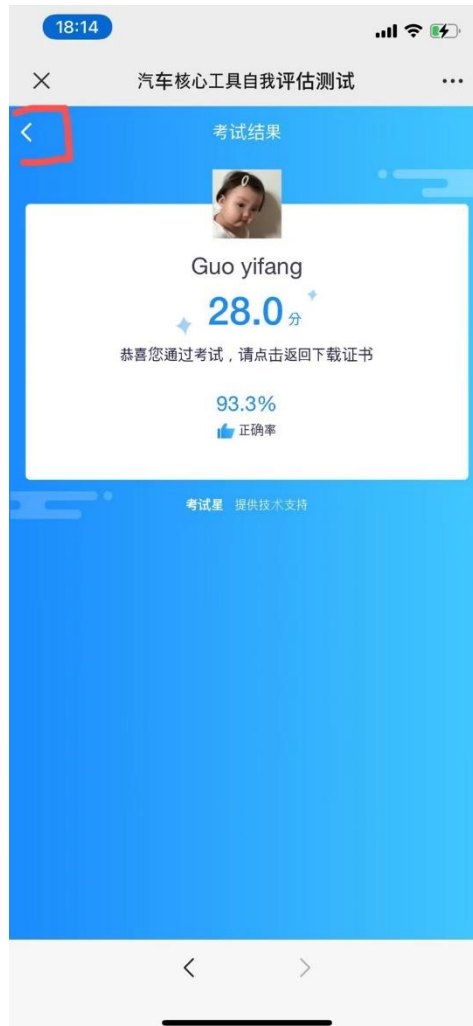 18:14
汽车核心工具自我评估测试
考试结果
Guo yifang
28.0 分
恭喜您通过考试，请点击返回下载证书
93.3%
正确率
考试星 提供技术支持